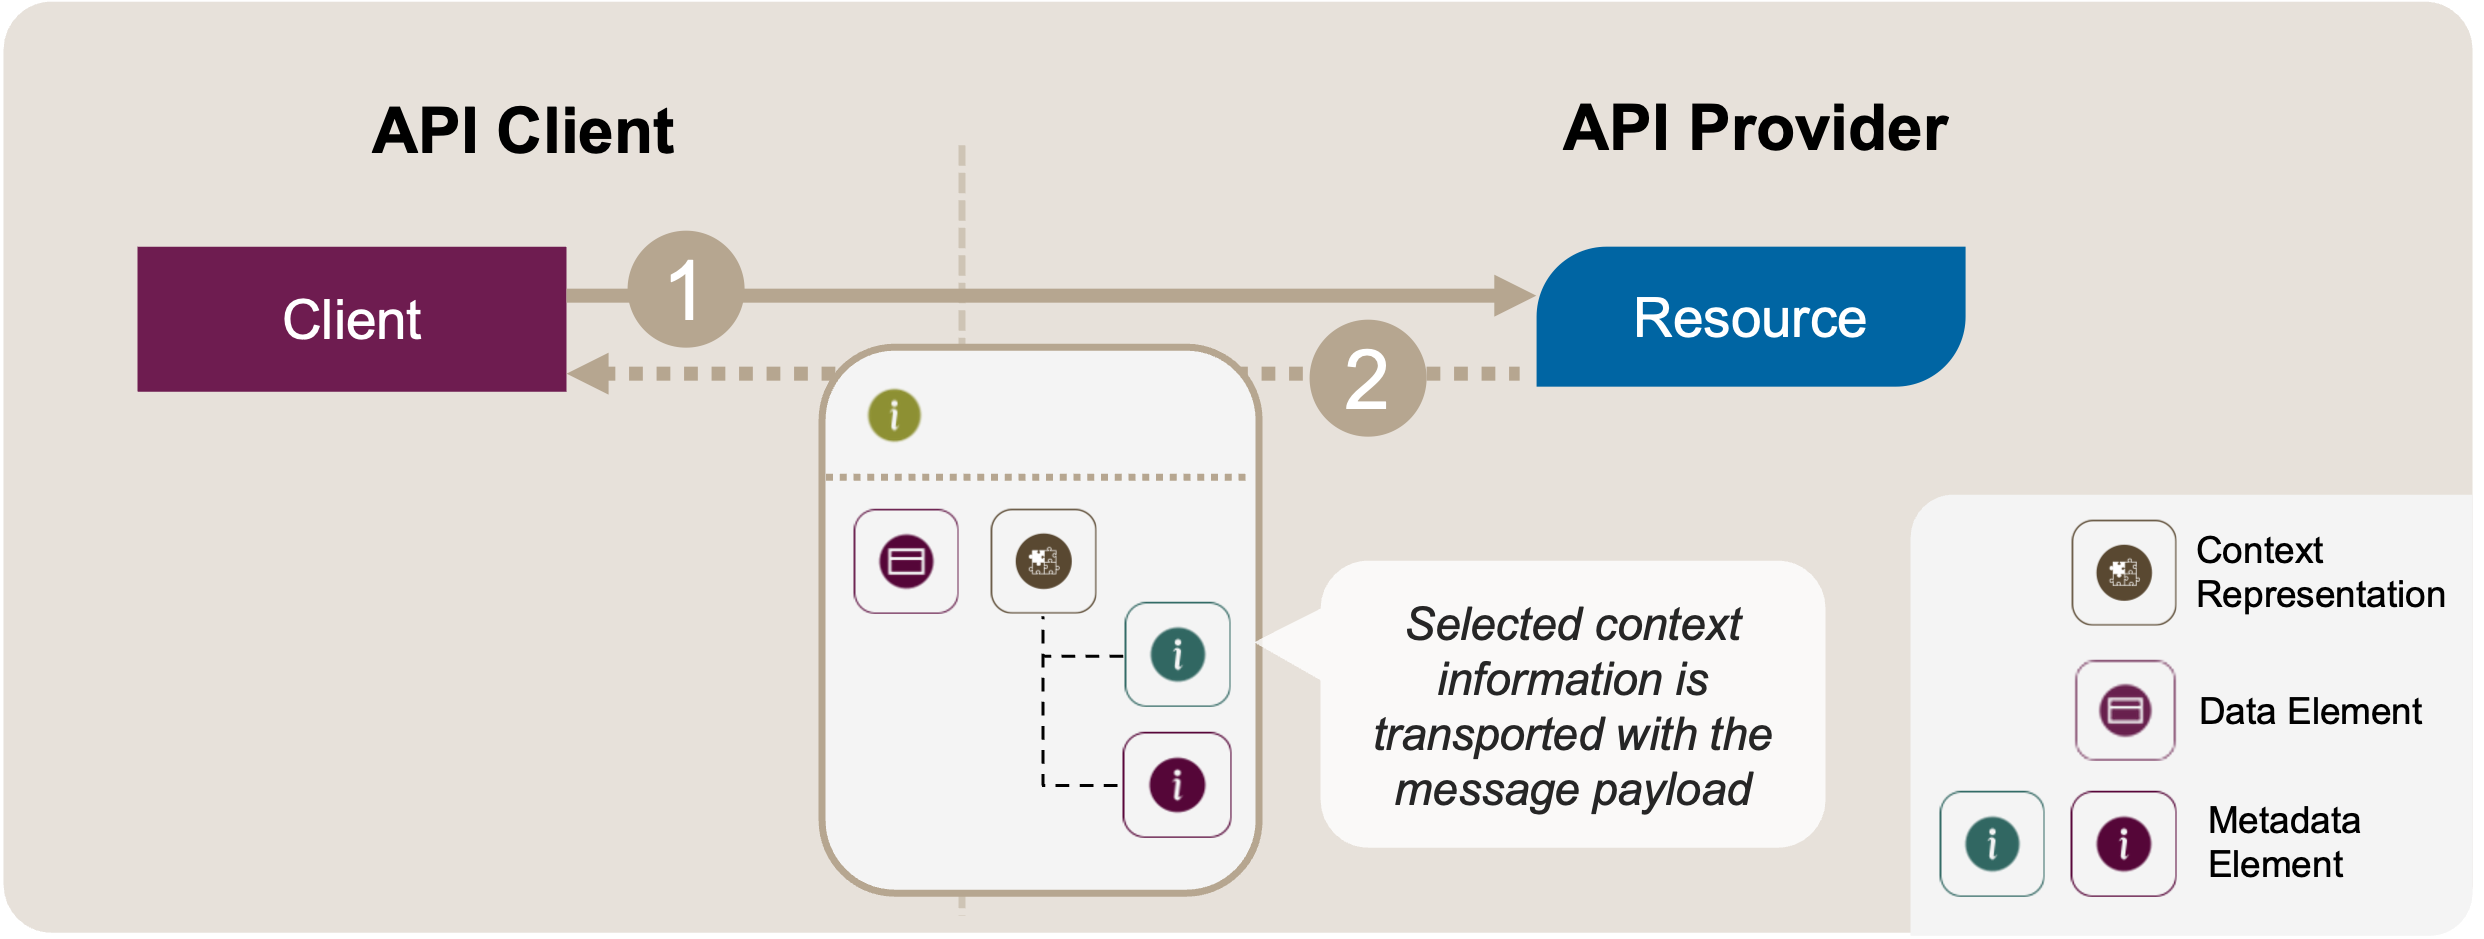 API Client
API Provider
Client
1
Resource
2
i
i
i
Selected context
information is
transported with the
message payload
Context
Representation
Data Element
i
i
Metadata
Element